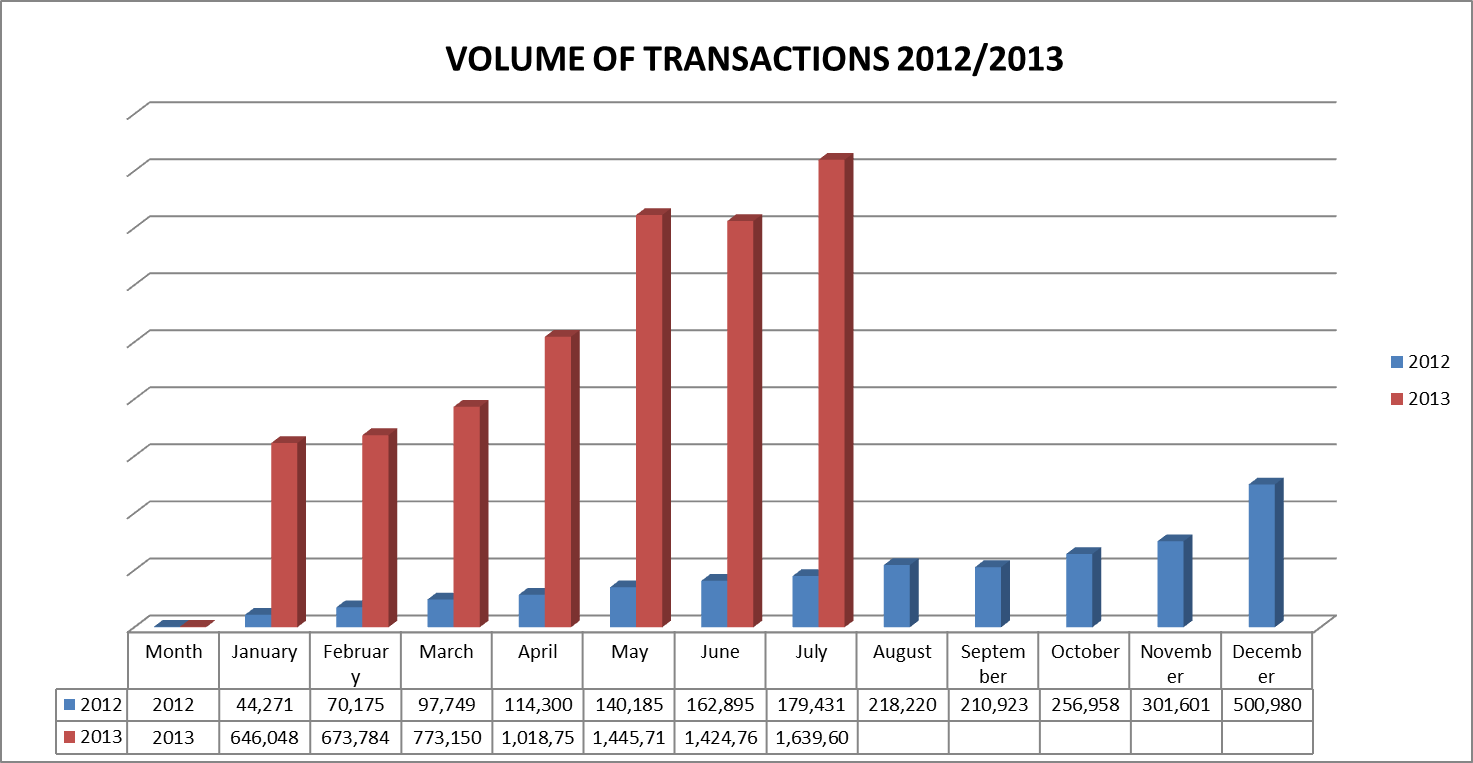 VOLUME OF TRANSACTIONS 2012/2013
2012
2013
Month January Februar March April May June July August Septem October Novemb Decemb
y ber er er
2012 2012 44,271 70,175 97,749 114,300 140,185 162,895 179,431 218,220 210,923 256,958 301,601 500,980
2013 2013 646,048 673,784 773,150 1,018,75 1,445,71 1,424,76 1,639,60